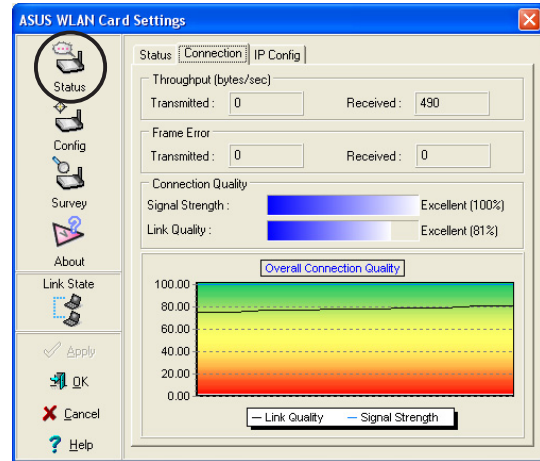 ASUS WLAN Card Settings
Status
Config
Survey
About
Link State
Apply
OK
Cancel
Help
Status Connection IP Config
Throughput (bytes/sec)
Transmitted : 0 Received : 490
Frame Error
Transmitted : 0 Received : 0
Connection Quality
Signal Strength : Excellent (100%)
Link Quality : Excellent (81%)
Overall Connection Quality
100.00
80.00
60.00
40.00
20.00
0.00
Link Quality Signal Strength